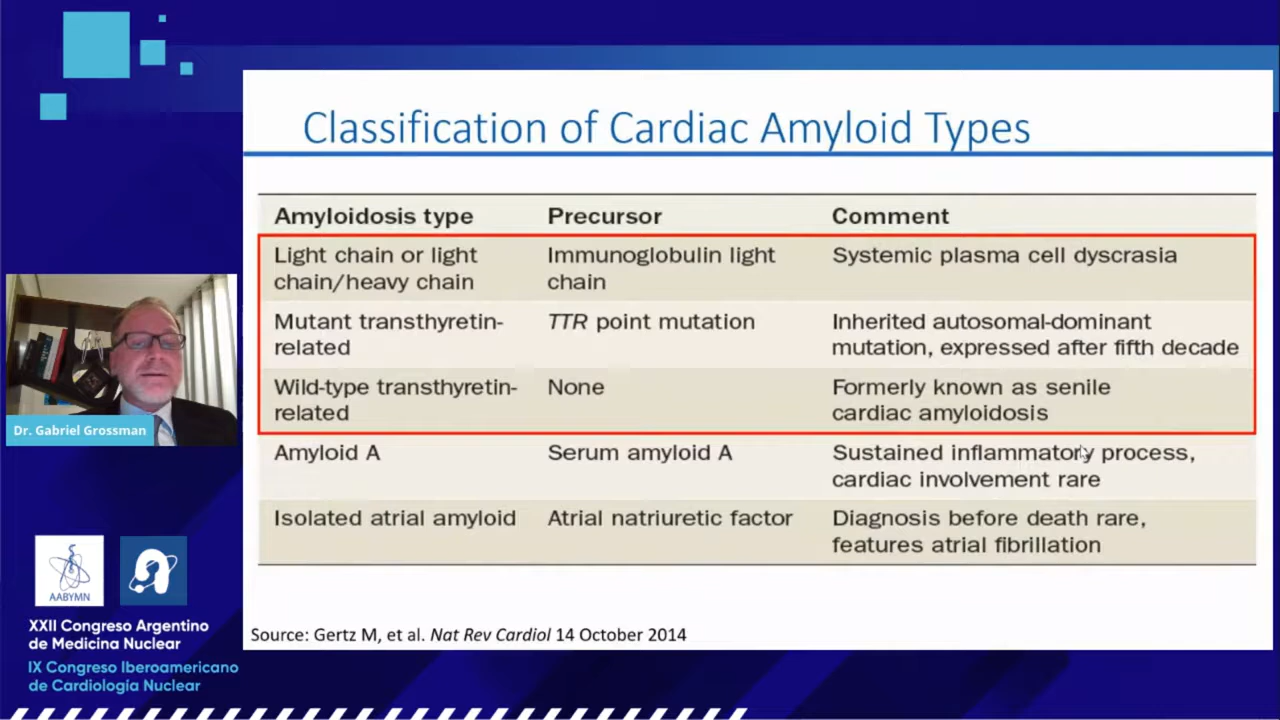 Classification of Cardiac Amyloid Types
Amyloidosis type Precursor Comment
Light chain or light chain/heavy chain Immunoglobulin light chain Systemic plasma cell dyscrasia
Mutant transthyretin-related TTR point mutation Inherited autosomal-dominant mutation, expressed after fifth decade
Wild-type transthyretin-related None Formerly known as senile cardiac amyloidosis
Amyloid A Serum amyloid A Sustained inflammatory process, cardiac involvement rare
Isolated atrial amyloid Atrial natriuretic factor Diagnosis before death rare, features atrial fibrillation
Source: Gertz M, et al. Nat Rev Cardiol 14 October 2014
Dr. Gabriel Grossman
AABYMN
XXII Congreso Argentino
de Medicina Nuclear
IX Congreso Iberoamericano
de Cardiología Nuclear